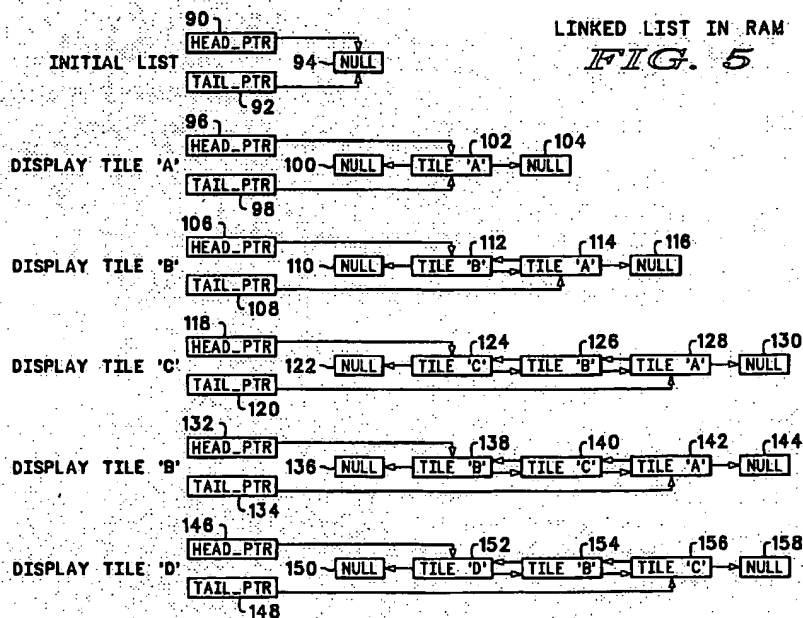 LINKED LIST IN RAM
FIG. 5
90
HEAD_PTR
INITIAL LIST 94 NULL
TAIL_PTR
92
96
HEAD_PTR 102 104
DISPLAY TILE 'A' 100 NULL TILE 'A' NULL
TAIL_PTR
98
106
HEAD_PTR 112 114 116
DISPLAY TILE 'B' 110 NULL TILE 'B' TILE 'A' NULL
TAIL_PTR
108
118
HEAD_PTR 124 126 128 130
DISPLAY TILE 'C' 122 NULL TILE 'C' TILE 'B' TILE 'A' NULL
TAIL_PTR
120
132
HEAD_PTR 138 140 142 144
DISPLAY TILE 'B' 136 NULL TILE 'B' TILE 'C' TILE 'A' NULL
TAIL_PTR
134
146
HEAD_PTR 152 154 156 158
DISPLAY TILE 'D' 150 NULL TILE 'D' TILE 'B' TILE 'C' NULL
TAIL_PTR
148